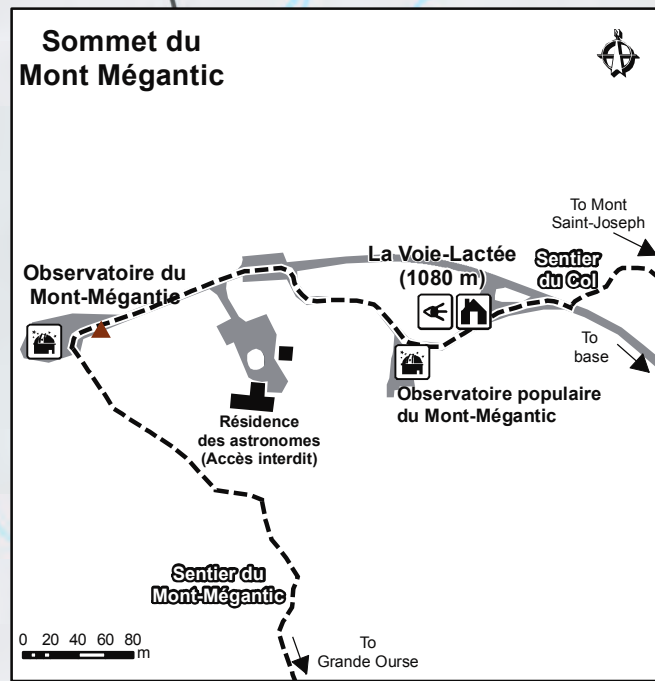 Sommet du
Mont Mégantic
N
To Mont
Saint-Joseph
La Voie-Lactée
(1080 m)
Sentier
du Col
Observatoire du
Mont-Mégantic
To
base
Observatoire populaire
du Mont-Mégantic
Résidence
des astronomes
(Accès interdit)
Sentier du
Mont-Mégantic
0 20 40 60 80
m
To
Grande Ourse